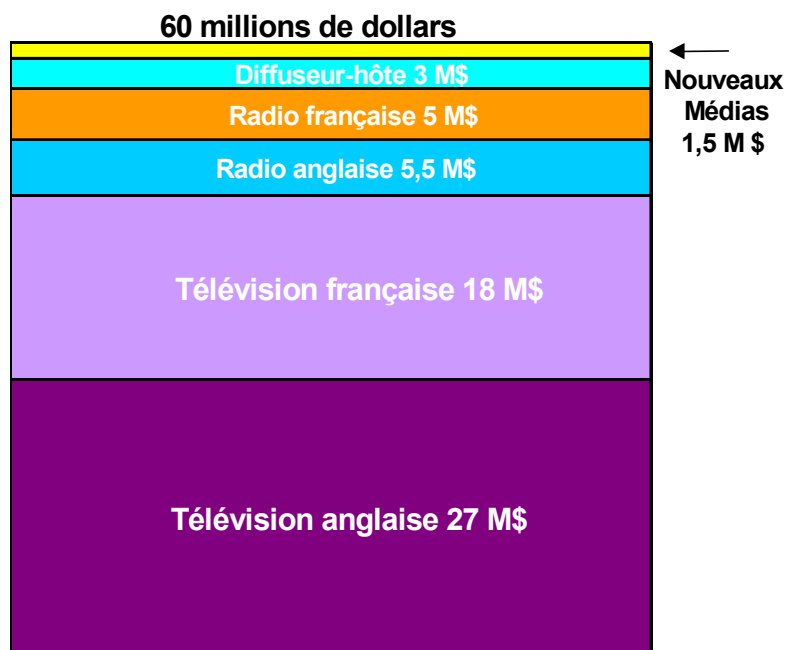 60 millions de dollars
Nouveaux
Médias
1,5 M $
Diffuseur-hôte 3 M$
Radio française 5 M$
Radio anglaise 5,5 M$
Télévision française 18 M$
Télévision anglaise 27 M$